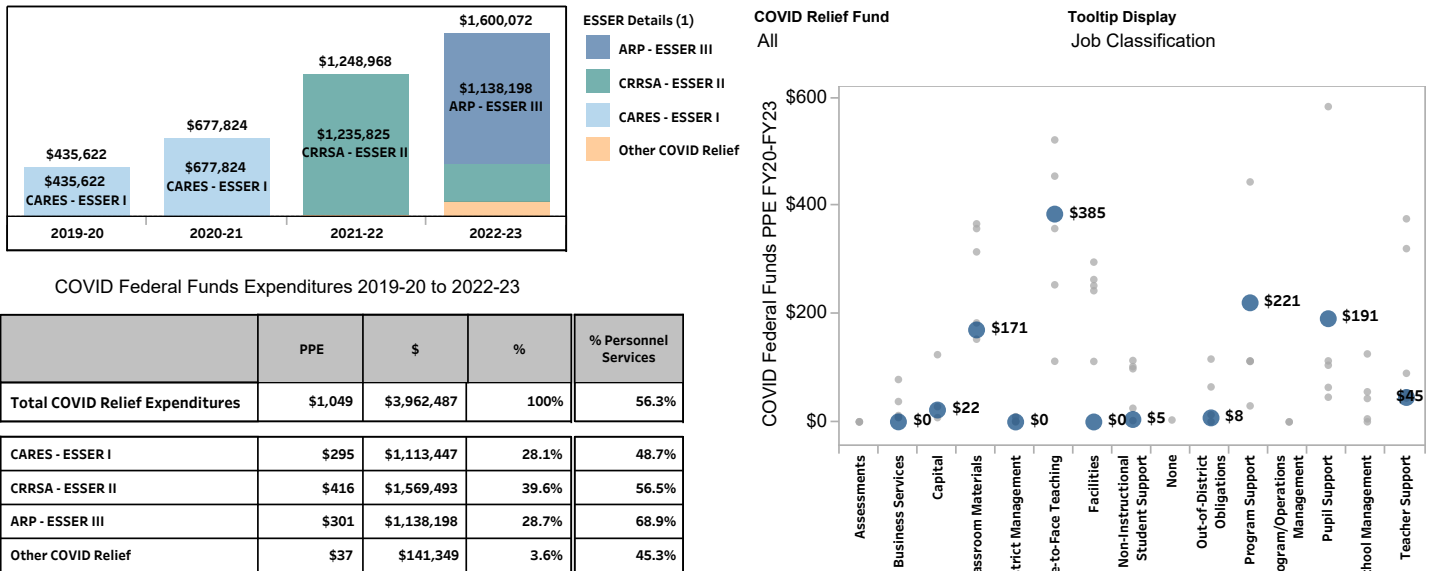 $1,600,072
$1,248,968
$677,824
$435,622
$1,138,198
ARP - ESSER III
$1,235,825
CRRSA - ESSER II
$677,824
CARES - ESSER I
$435,622
CARES - ESSER I
2019-20
2020-21
2021-22
2022-23
ESSER Details (1)
ARP - ESSER III
CRRSA - ESSER II
CARES - ESSER I
Other COVID Relief
COVID Federal Funds Expenditures 2019-20 to 2022-23
PPE $ % % Personnel
Services
Total COVID Relief Expenditures $1,049 $3,962,487 100% 56.3%
CARES - ESSER I $295 $1,113,447 28.1% 48.7%
CRRSA - ESSER II $416 $1,569,493 39.6% 56.5%
ARP - ESSER III $301 $1,138,198 28.7% 68.9%
Other COVID Relief $37 $141,349 3.6% 45.3%
COVID Relief Fund
All
Tooltip Display
Job Classification
COVID Federal Funds PPE FY20-FY23
$600
$400
$200
$0
$0
$22
$171
$0
$385
$0
$5
$8
$221
$191
$45
Assessments
Business Services
Capital
assroom Materials
trict Management
e-to-Face Teaching
Facilities
Non-Instructional
Student Support
None
Out-of-District
Obligations
Program Support
ogram/Operations
Management
Pupil Support
hool Management
Teacher Support